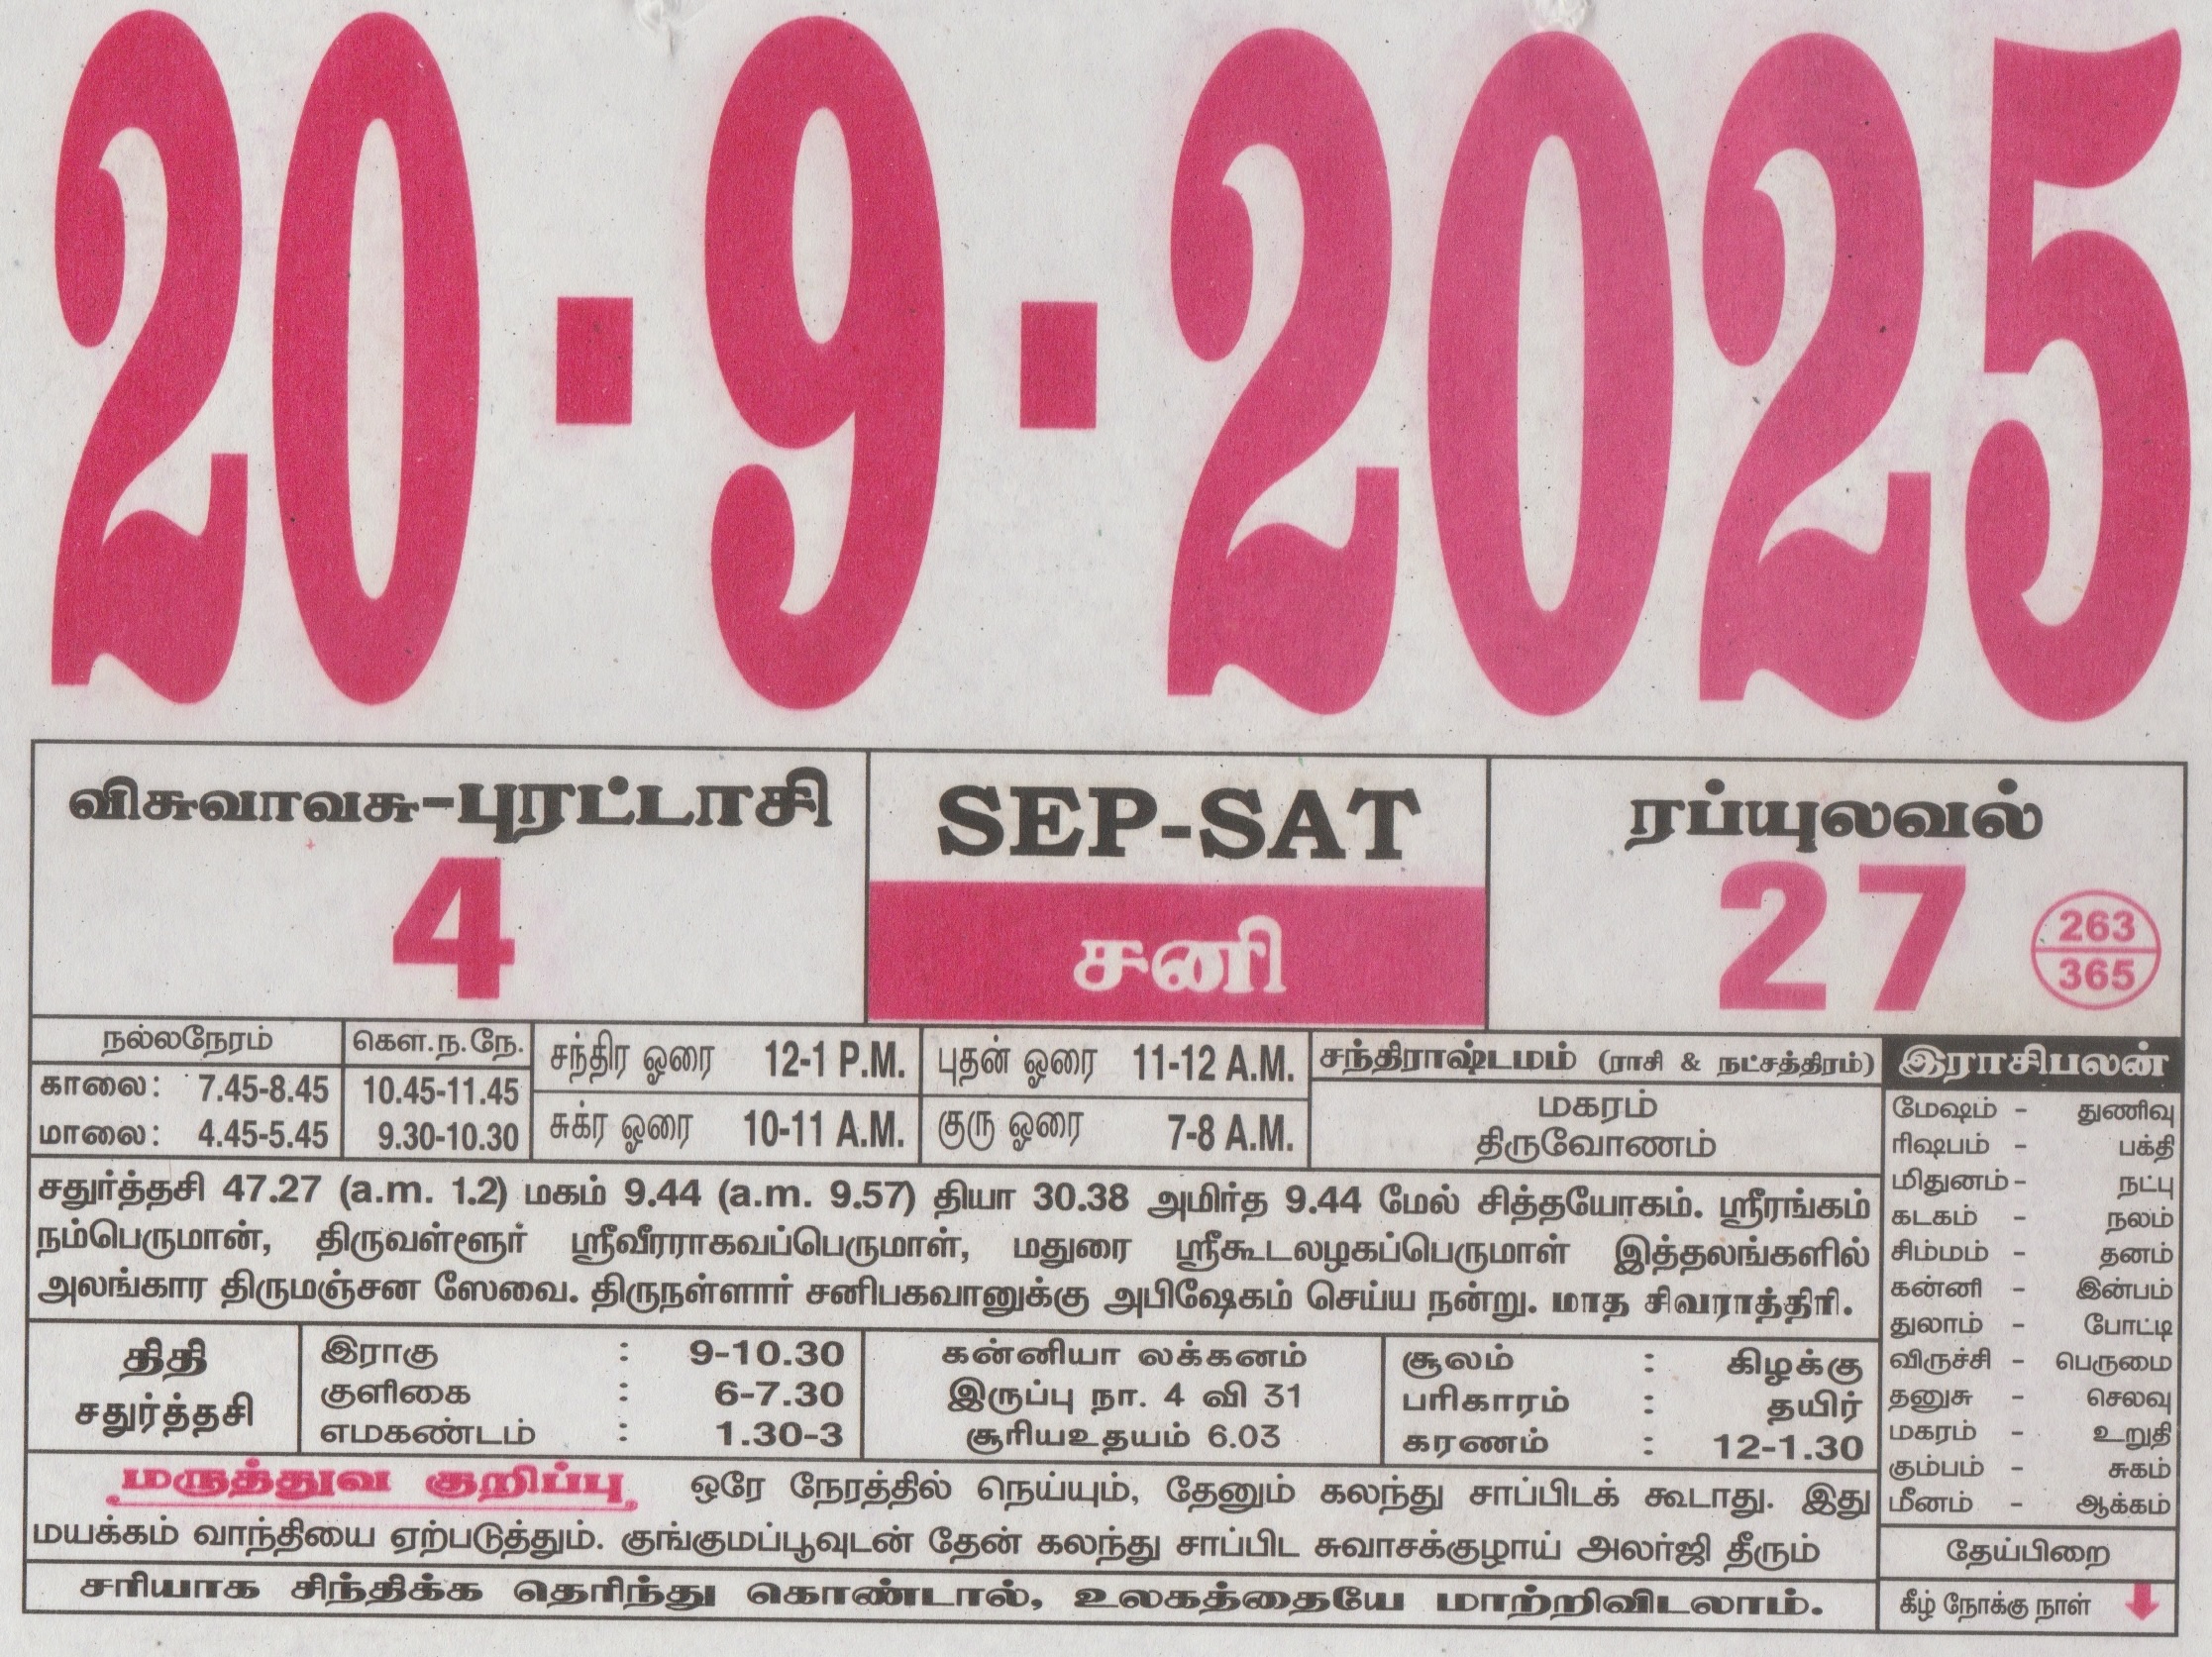 20-9-2025
விசுவாவசு-புரட்டாசி
4
SEP-SAT
சனி
ரப்யுலவல்
27
263
365
நல்லநேரம்
காலை: 7.45-8.45
மாலை: 4.45-5.45
கௌ.ந.நே.
10.45-11.45
9.30-10.30
சந்திர ஓரை 12-1 P.M.
சுக்ர ஓரை 10-11 A.M.
புதன் ஓரை 11-12 A.M.
குரு ஓரை 7-8 A.M.
சந்திராஷ்டமம் (ராசி & நட்சத்திரம்)
மகரம்
திருவோணம்
சதுர்த்தசி 47.27 (a.m. 1.2) மகம் 9.44 (a.m. 9.57) தியா 30.38 அமிர்த 9.44 மேல் சித்தயோகம். ஸ்ரீரங்கம்
நம்பெருமான், திருவள்ளூர் ஸ்ரீவீரராகவப்பெருமாள், மதுரை ஸ்ரீகூடலழகப்பெருமாள் இத்தலங்களில்
அலங்கார திருமஞ்சன ஸேவை. திருநள்ளார் சனிபகவானுக்கு அபிஷேகம் செய்ய நன்று. மாத சிவராத்திரி.
திதி
சதுர்த்தசி
இராகு : 9-10.30
குளிகை : 6-7.30
எமகண்டம் : 1.30-3
கன்னியா லக்கனம்
இருப்பு நா. 4 வி 31
சூரியஉதயம் 6.03
சூலம் : கிழக்கு
பரிகாரம் : தயிர்
கரணம் : 12-1.30
மருத்துவ குறிப்பு ஒரே நேரத்தில் நெய்யும், தேனும் கலந்து சாப்பிடக் கூடாது. இது
மயக்கம் வாந்தியை ஏற்படுத்தும். குங்குமப்பூவுடன் தேன் கலந்து சாப்பிட சுவாசக்குழாய் அலர்ஜி தீரும்
சரியாக சிந்திக்க தெரிந்து கொண்டால், உலகத்தையே மாற்றிவிடலாம்.
இராசிபலன்
மேஷம் - துணிவு
ரிஷபம் - பக்தி
மிதுனம் - நட்பு
கடகம் - நலம்
சிம்மம் - தனம்
கன்னி - இன்பம்
துலாம் - போட்டி
விருச்சி - பெருமை
தனுசு - செலவு
மகரம் - உறுதி
கும்பம் - சுகம்
மீனம் - ஆக்கம்
தேய்பிறை
கீழ் நோக்கு நாள்